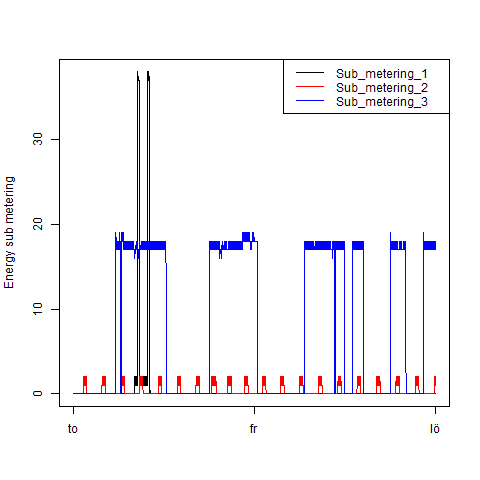 Sub_metering_1
Sub_metering_2
Sub_metering_3
Energy sub metering
30
20
10
0
to fr lö